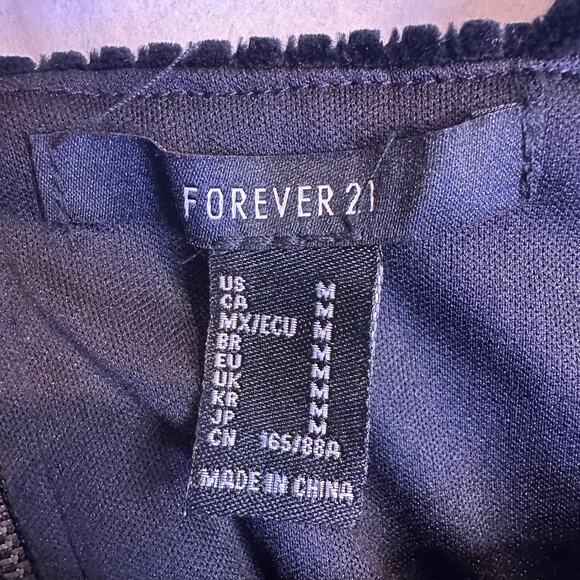 FOREVER 21
US M
CA M
MX/ECU M
BR M
EU M
UK M
KR M
JP M
CN 165/88A
MADE IN CHINA